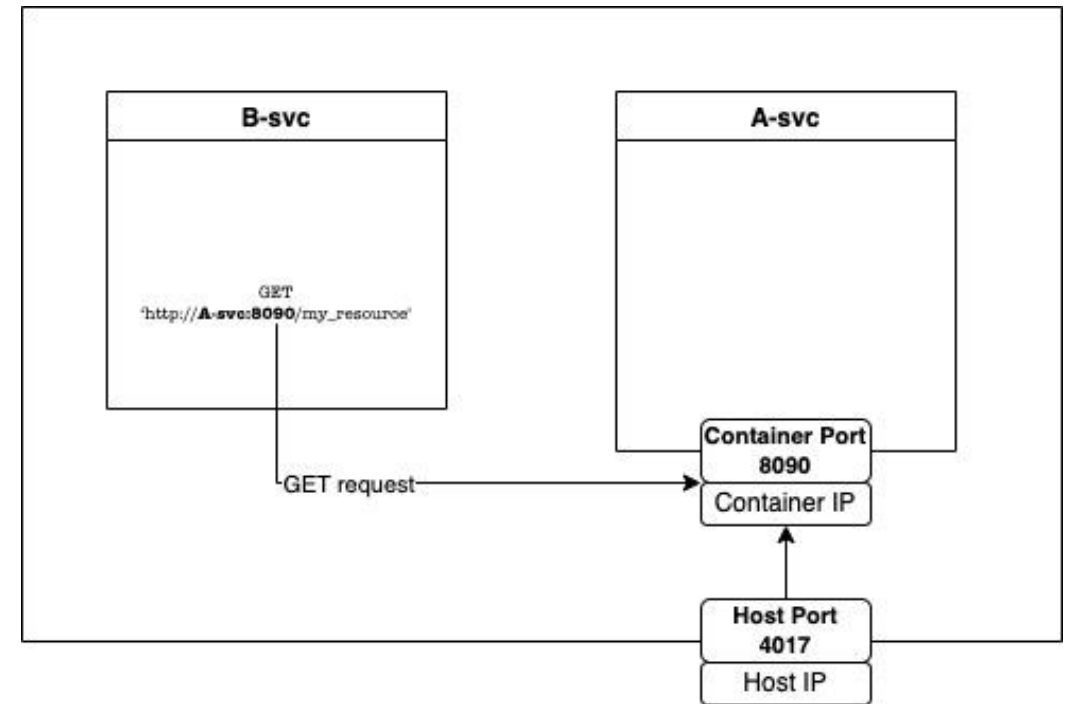 B-svc
A-svc
GET
'http://A-svc:8090/my_resource'
Container Port
8090
GET request
Container IP
Host Port
4017
Host IP